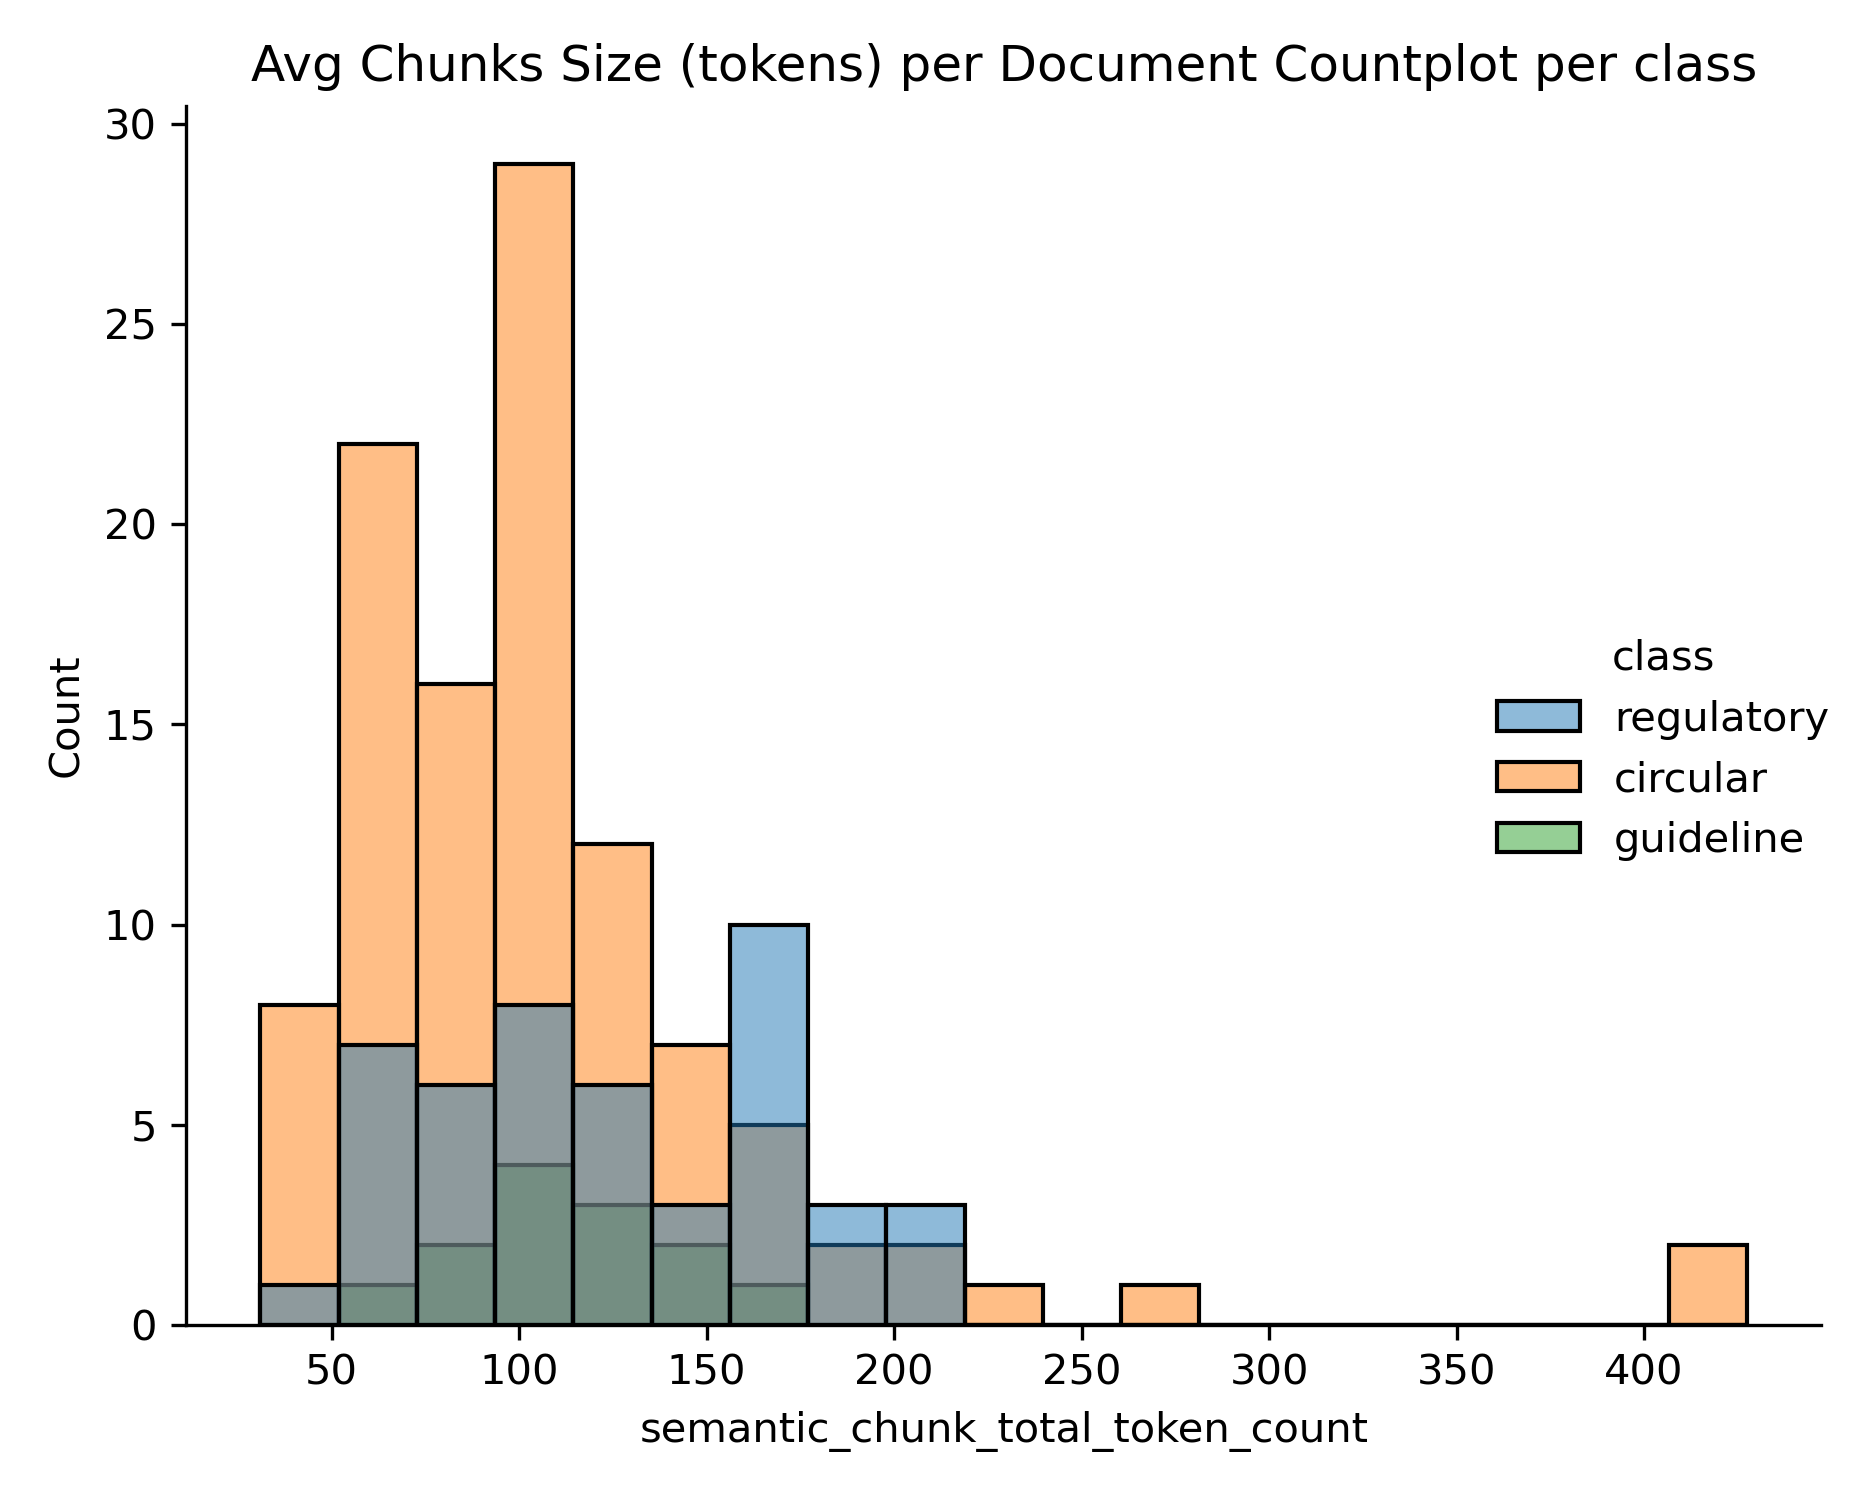 Avg Chunks Size (tokens) per Document Countplot per class
30
25
20
15
10
5
0
Count
class
regulatory
circular
guideline
50 100 150 200 250 300 350 400
semantic_chunk_total_token_count